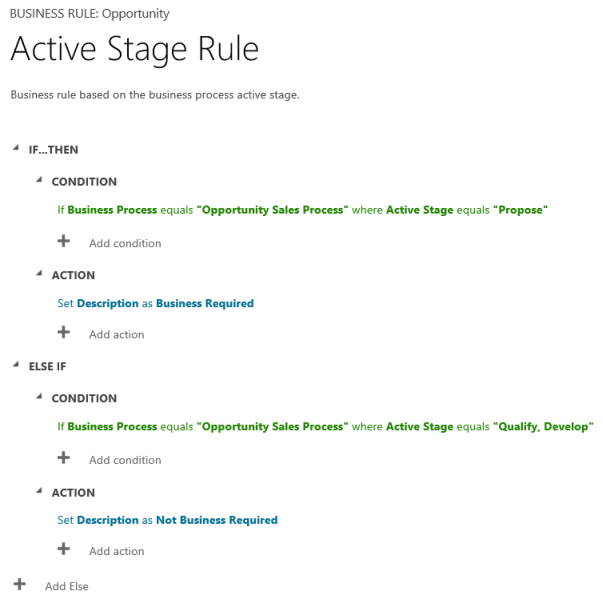 BUSINESS RULE: Opportunity
Active Stage Rule
Business rule based on the business process active stage.
IF...THEN
CONDITION
If Business Process equals "Opportunity Sales Process" where Active Stage equals "Propose"
Add condition
ACTION
Set Description as Business Required
Add action
ELSE IF
CONDITION
If Business Process equals "Opportunity Sales Process" where Active Stage equals "Qualify, Develop"
Add condition
ACTION
Set Description as Not Business Required
Add action
Add Else